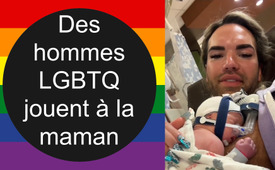 Des
hommes
LGBTQ
jouent à la
maman